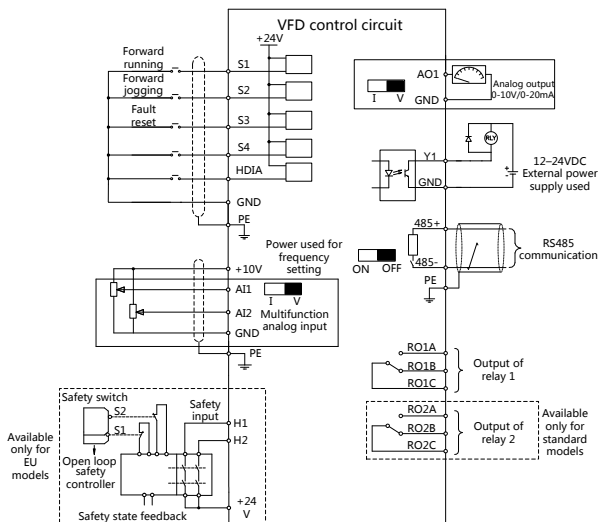 VFD control circuit
+24V
Forward
running
S1
Forward
jogging
S2
Fault
reset
S3
S4
HDIA
GND
PE
Power used for
frequency
setting
+10V
AI1
I V
Multifunction
analog input
AI2
GND
PE
Safety switch
S2
S1
Safety
input
H1
H2
Available
only for
EU
models
Open loop
safety
controller
+24
V
Safety state feedback
AO1
I V
GND
Analog output
0-10V/0-20mA
RLY
Y1
GND
+
-
12–24VDC
External power
supply used
485+
ON OFF
485-
PE
RS485
communication
RO1A
RO1B
RO1C
Output of
relay 1
RO2A
RO2B
RO2C
Output of
relay 2
Available
only for
standard
models